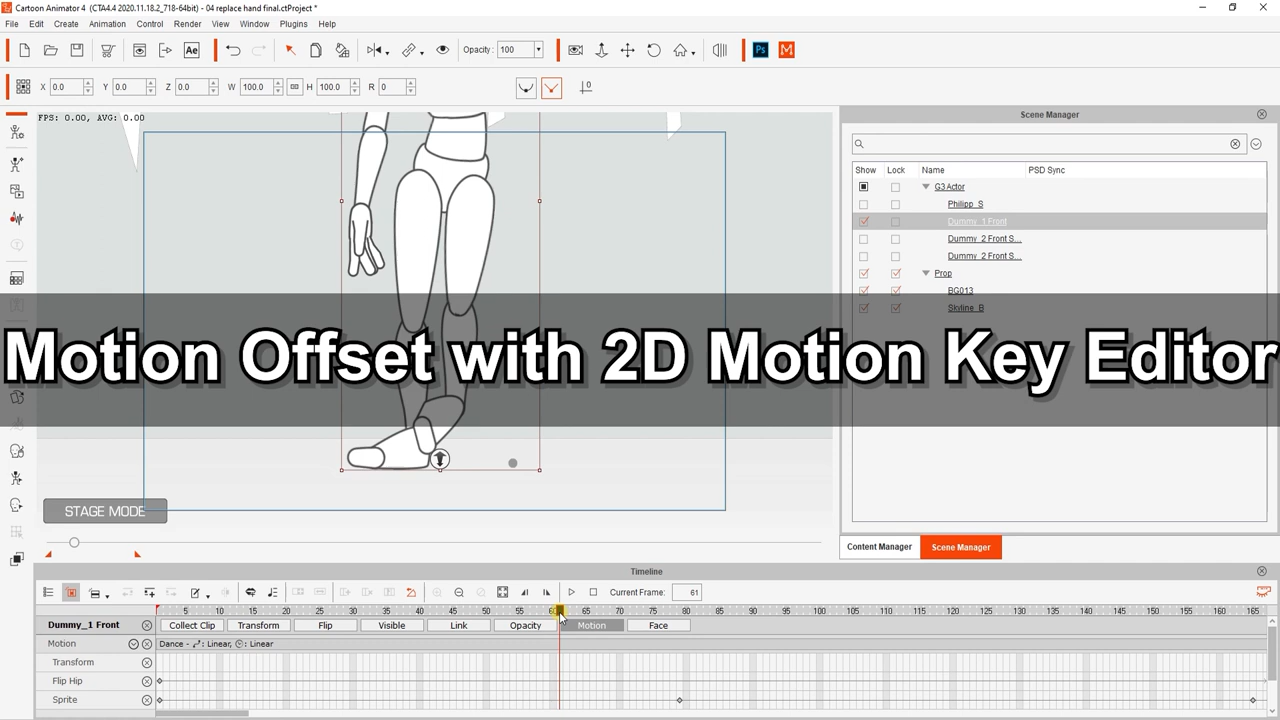 Cartoon Animator 4  (CTA4.4 2020.11.18.2_718-64bit) - 04 replace hand final.ctProject *
File Edit Create Animation Control Render View Window Plugins Help
Ae Opacity : 100 Ps
X 0.0 Y 0.0 Z 0.0 W 100.0 H 100.0 R 0
FPS: 0.00, AVG: 0.00
Scene Manager
Show Lock Name PSD Sync
G3 Actor
Philipp_S
Dummy_1 Front
Dummy_2 Front S...
Dummy_2 Front S...
Prop
BG013
Skyline_B
Motion Offset with 2D Motion Key Editor
STAGE MODE
Content Manager Scene Manager
Timeline
Current Frame: 61
5 10 15 20 25 30 35 40 45 50 55 60 65 70 75 80 85 90 95 100 105 110 115 120 125 130 135 140 145 150 155 160 165
Dummy_1 Front Collect Clip Transform Flip Visible Link Opacity Motion Face
Motion Dance - : Linear, : Linear
Transform
Flip Hip
Sprite